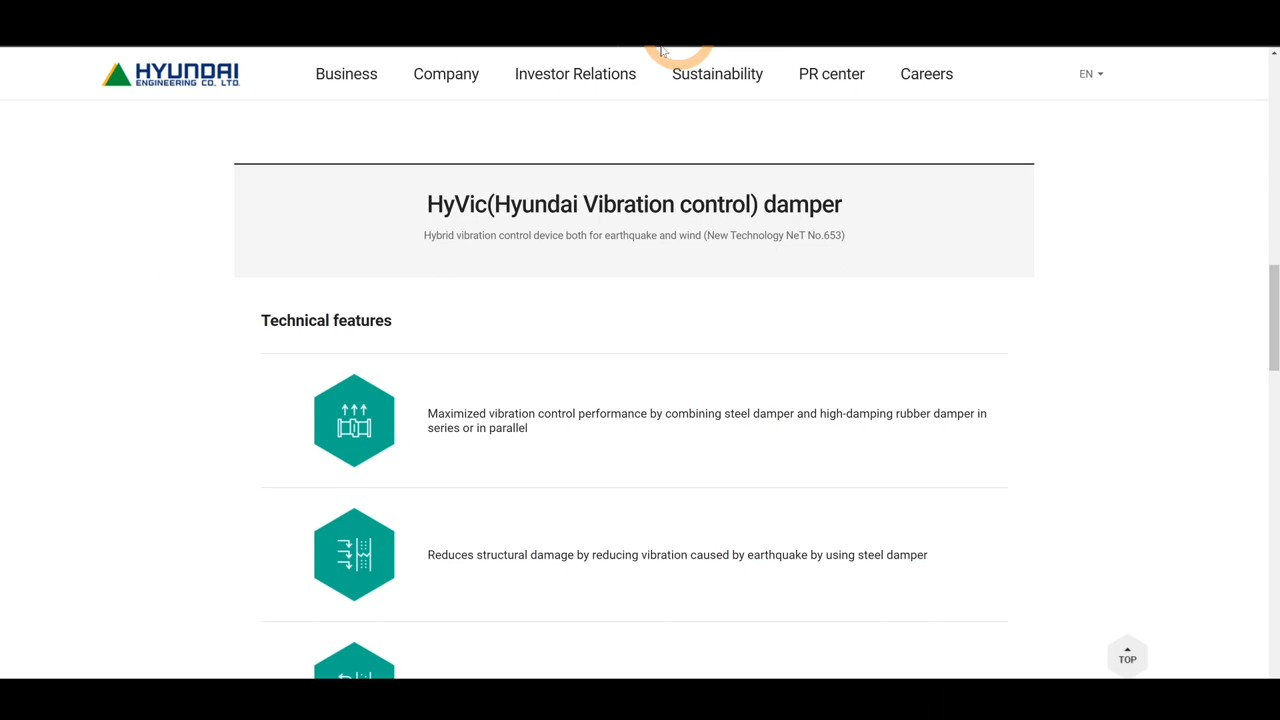 HYUNDAI
ENGINEERING CO., LTD.
Business
Company
Investor Relations
Sustainability
PR center
Careers
EN
HyVic(Hyundai Vibration control) damper
Hybrid vibration control device both for earthquake and wind (New Technology NeT No.653)
Technical features
Maximized vibration control performance by combining steel damper and high-damping rubber damper in
series or in parallel
Reduces structural damage by reducing vibration caused by earthquake by using steel damper
TOP